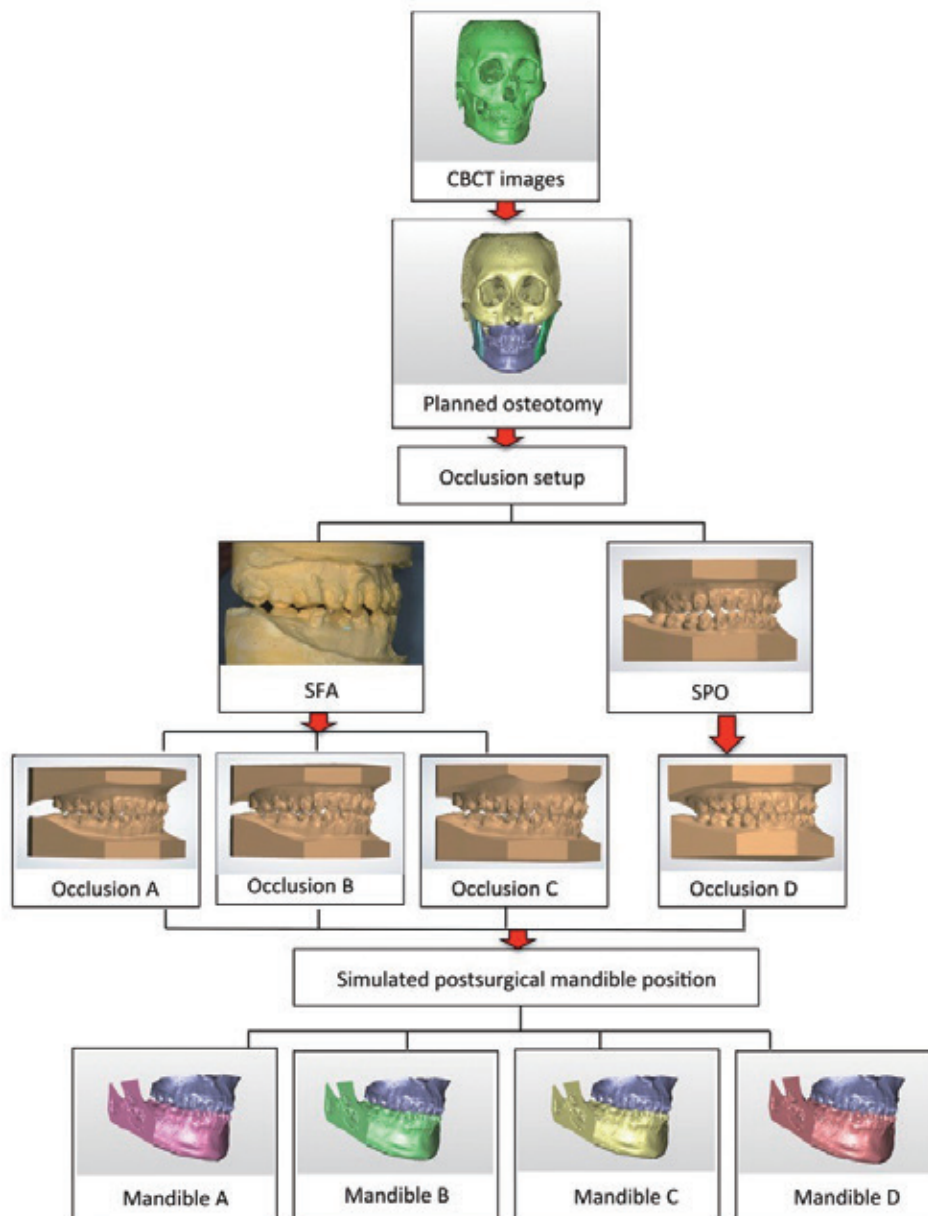 CBCT images
Planned osteotomy
Occlusion setup
SFA
SPO
Occlusion A
Occlusion B
Occlusion C
Occlusion D
Simulated postsurgical mandible position
Mandible A
Mandible B
Mandible C
Mandible D